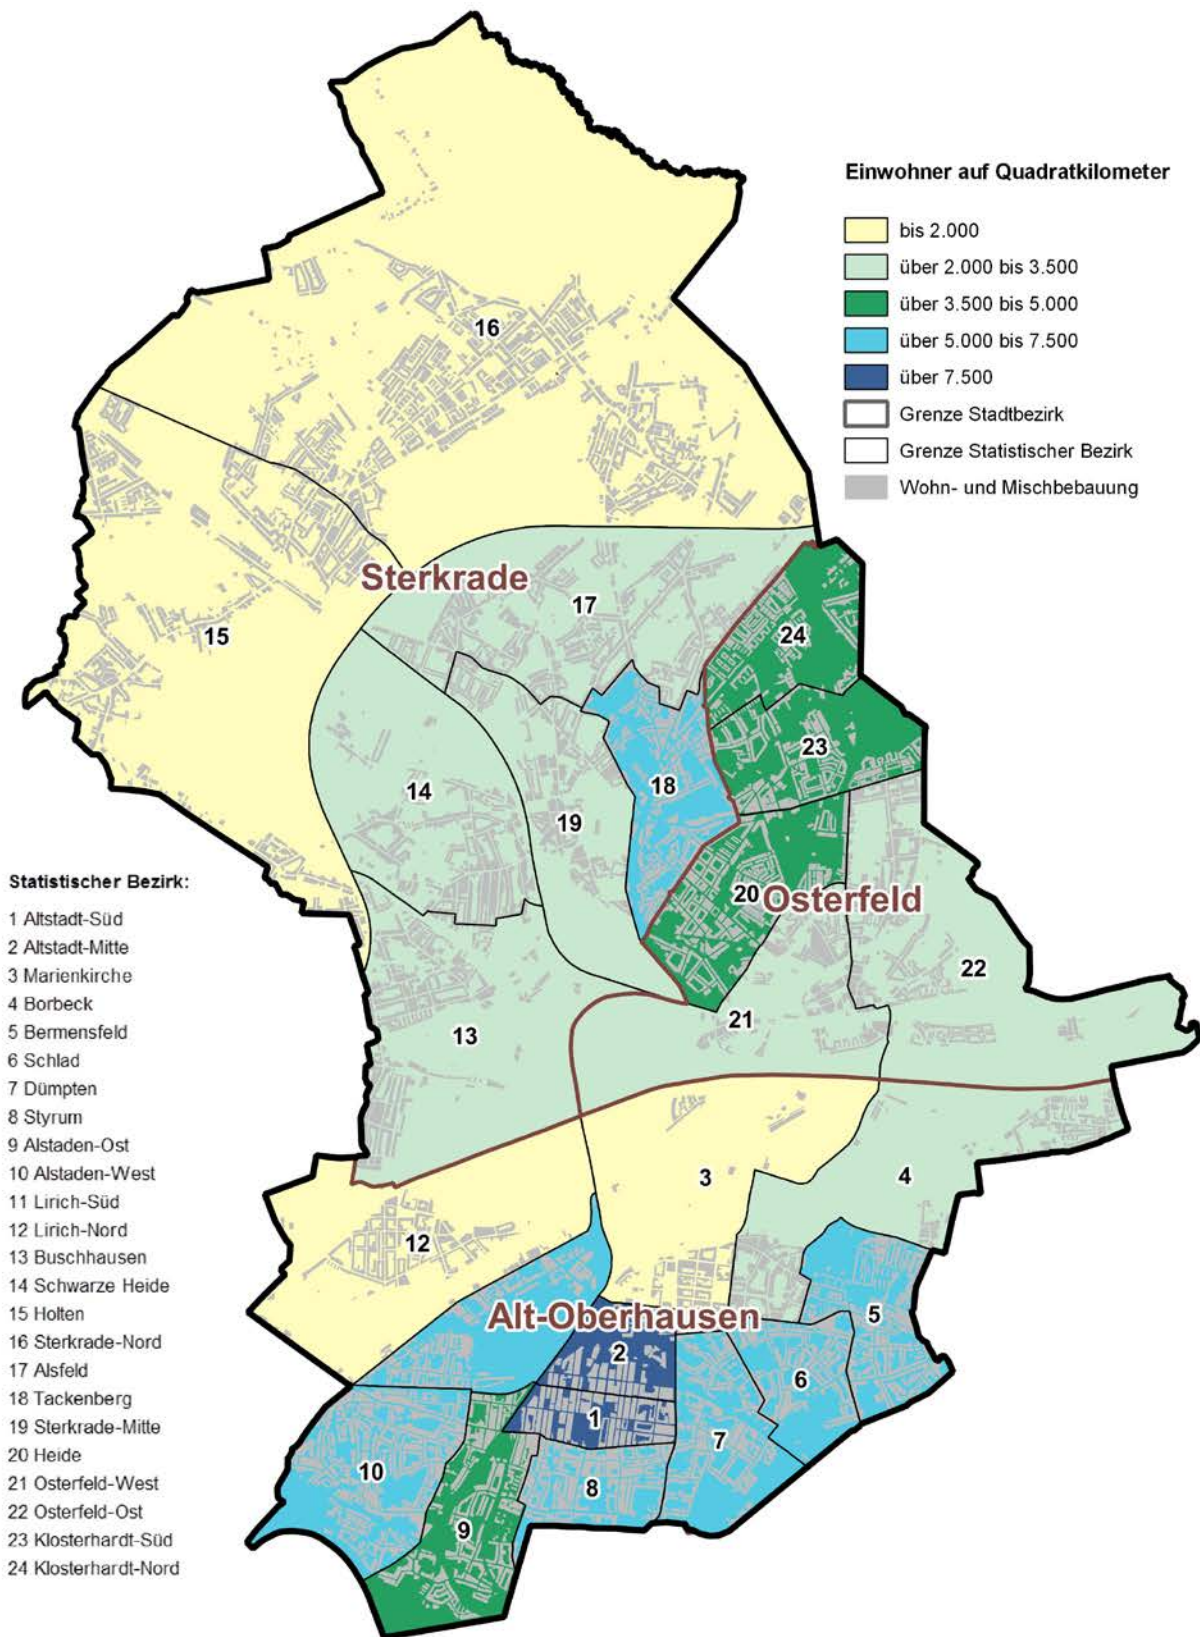 Einwohner auf Quadratkilometer
bis 2.000
über 2.000 bis 3.500
über 3.500 bis 5.000
über 5.000 bis 7.500
über 7.500
Grenze Stadtbezirk
Grenze Statistischer Bezirk
Wohn- und Mischbebauung
16
Sterkrade
17
15
24
23
14
18
19
20 Osterfeld
22
21
13
3
4
12
5
Alt-Oberhausen
2
6
1
7
10
8
9
Statistischer Bezirk:
1 Altstadt-Süd
2 Altstadt-Mitte
3 Marienkirche
4 Borbeck
5 Bermensfeld
6 Schlad
7 Dümpten
8 Styrum
9 Alstaden-Ost
10 Alstaden-West
11 Lirich-Süd
12 Lirich-Nord
13 Buschhausen
14 Schwarze Heide
15 Holten
16 Sterkrade-Nord
17 Alsfeld
18 Tackenberg
19 Sterkrade-Mitte
20 Heide
21 Osterfeld-West
22 Osterfeld-Ost
23 Klosterhardt-Süd
24 Klosterhardt-Nord